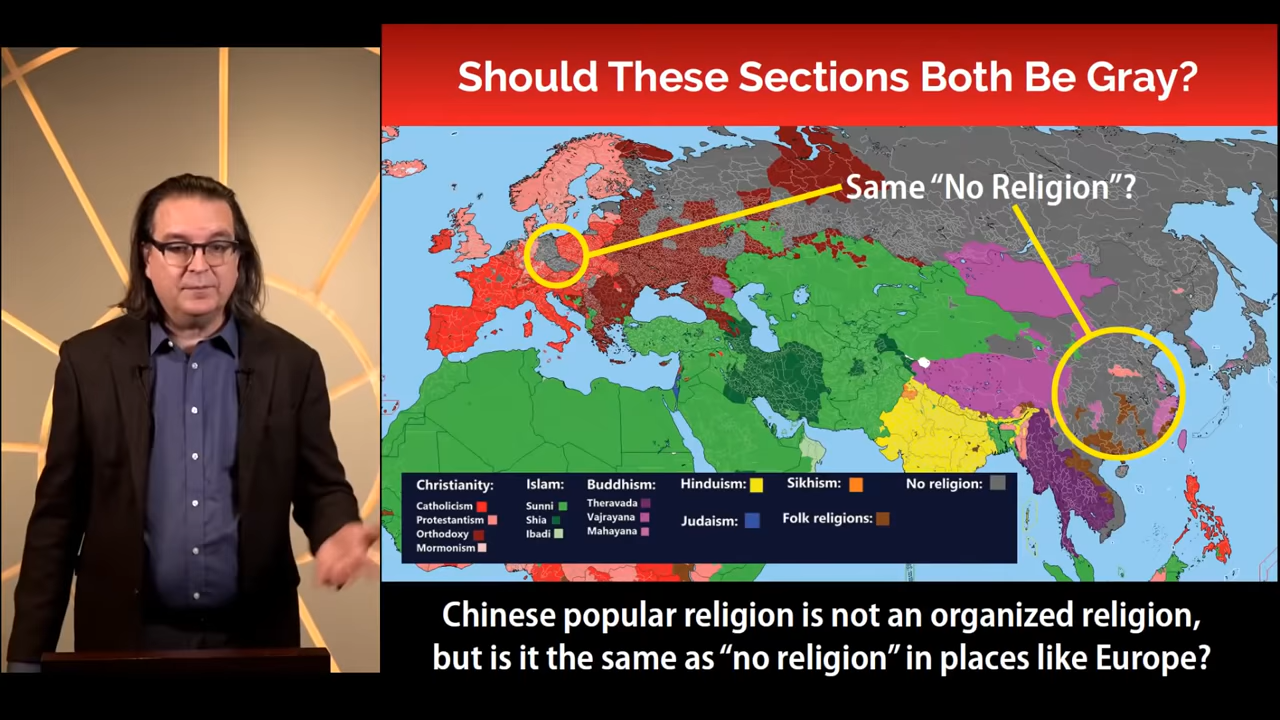 Should These Sections Both Be Gray?
Same “No Religion”?
Christianity:
Catholicism
Protestantism
Orthodoxy
Mormonism
Islam:
Sunni
Shia
Ibadi
Buddhism:
Theravada
Vajrayana
Mahayana
Hinduism:
Judaism:
Sikhism:
Folk religions:
No religion:
Chinese popular religion is not an organized religion,
but is it the same as “no religion” in places like Europe?